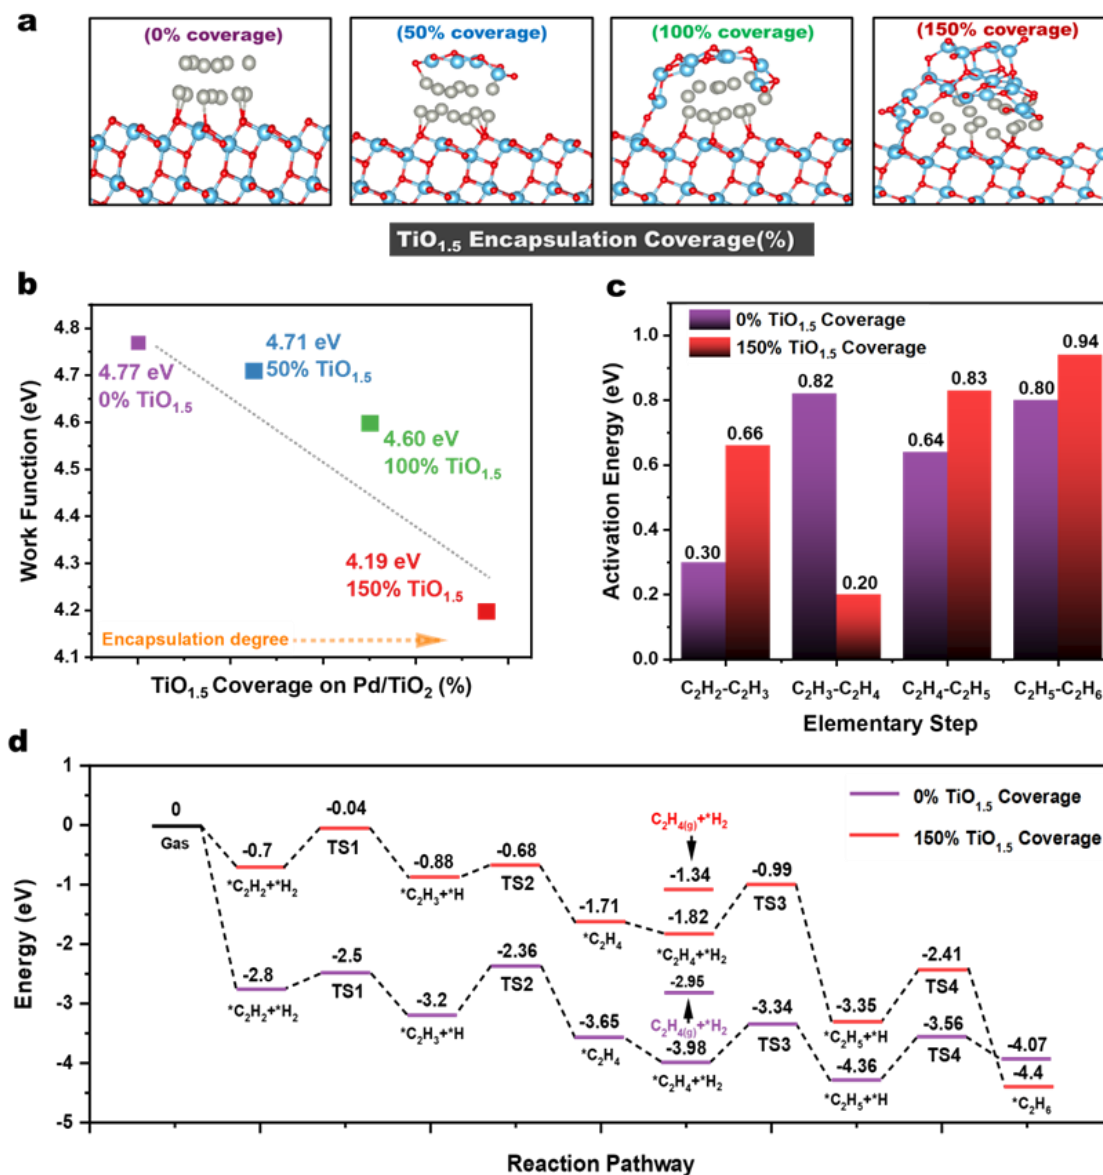 a
(0% coverage)
(50% coverage)
(100% coverage)
(150% coverage)
TiO1.5 Encapsulation Coverage(%)
b
Work Function (eV)
4.8
4.7
4.6
4.5
4.4
4.3
4.2
4.1
4.77 eV
0% TiO1.5
4.71 eV
50% TiO1.5
4.60 eV
100% TiO1.5
4.19 eV
150% TiO1.5
Encapsulation degree
TiO1.5 Coverage on Pd/TiO2 (%)
c
Activation Energy (eV)
1.0
0.8
0.6
0.4
0.2
0.0
0% TiO1.5 Coverage
150% TiO1.5 Coverage
0.30
0.66
0.82
0.20
0.64
0.83
0.80
0.94
C2H2-C2H3
C2H3-C2H4
C2H4-C2H5
C2H5-C2H6
Elementary Step
d
Energy (eV)
1
0
-1
-2
-3
-4
-5
0% TiO1.5 Coverage
150% TiO1.5 Coverage
0
Gas
-0.7
*C2H2+*H2
-0.04
TS1
-0.88
*C2H3+*H
-0.68
TS2
-1.71
*C2H4
C2H4(g)+*H2
-1.34
-1.82
*C2H4+*H2
-0.99
TS3
-3.35
*C2H5+*H
-2.41
TS4
-4.4
*C2H6
-2.8
*C2H2+*H2
-2.5
TS1
-3.2
*C2H3+*H
-2.36
TS2
-3.65
*C2H4
-2.95
C2H4(g)+*H2
-3.98
*C2H4+*H2
-3.34
TS3
-4.36
*C2H5+*H
-3.56
TS4
-4.07
Reaction Pathway